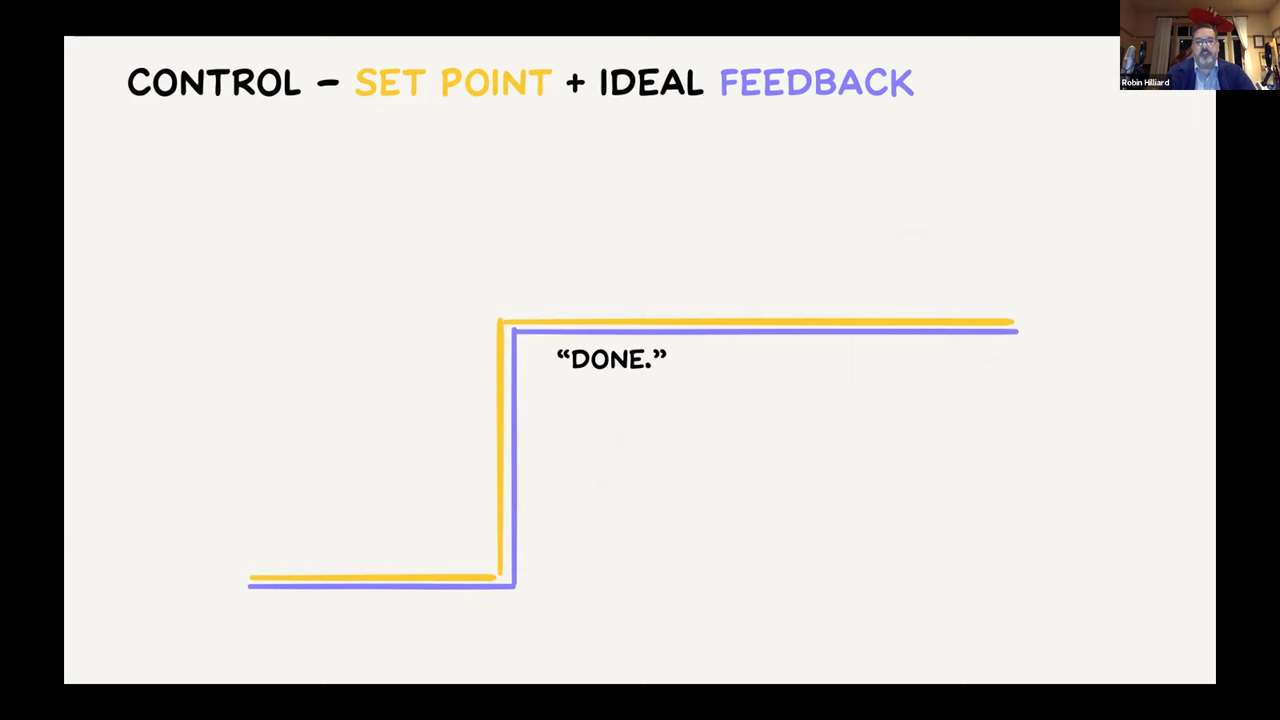 CONTROL – SET POINT + IDEAL FEEDBACK
Robin Hilliard
“DONE.”